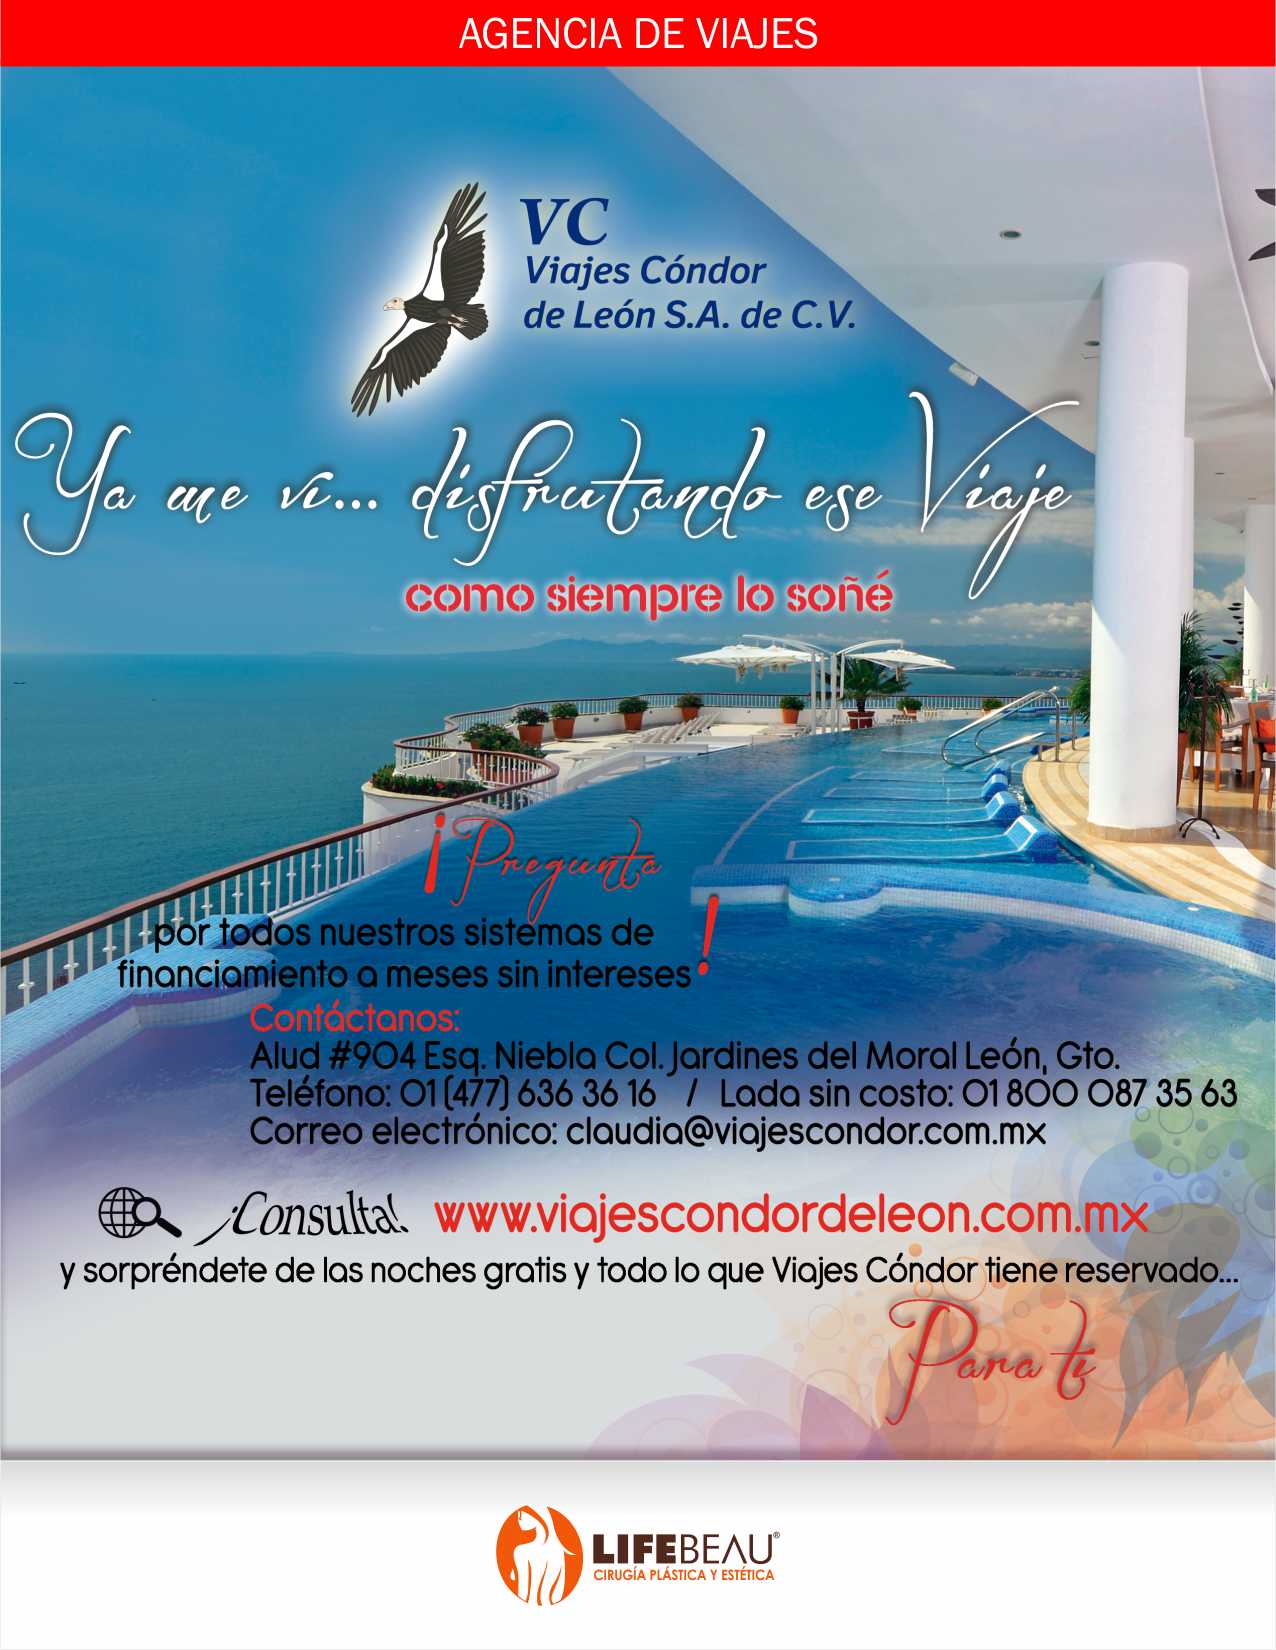 AGENCIA DE VIAJES
VC
Viajes Cóndor
de León S.A. de C.V.
Ya me vi... disfrutando ese Viaje
como siempre lo soñé
¡Pregunta
por todos nuestros sistemas de
financiamiento a meses sin intereses!
Contáctanos:
Alud #904 Esq. Niebla Col. Jardines del Moral León, Gto.
Teléfono: 01 (477) 636 36 16 / Lada sin costo: 01 800 087 35 63
Correo electrónico: claudia@viajescondor.com.mx
¡Consulta! www.viajescondordeleon.com.mx
y sorpréndete de las noches gratis y todo lo que Viajes Cóndor tiene reservado...
Para ti
LIFEBEAU®
CIRUGÍA PLÁSTICA Y ESTÉTICA